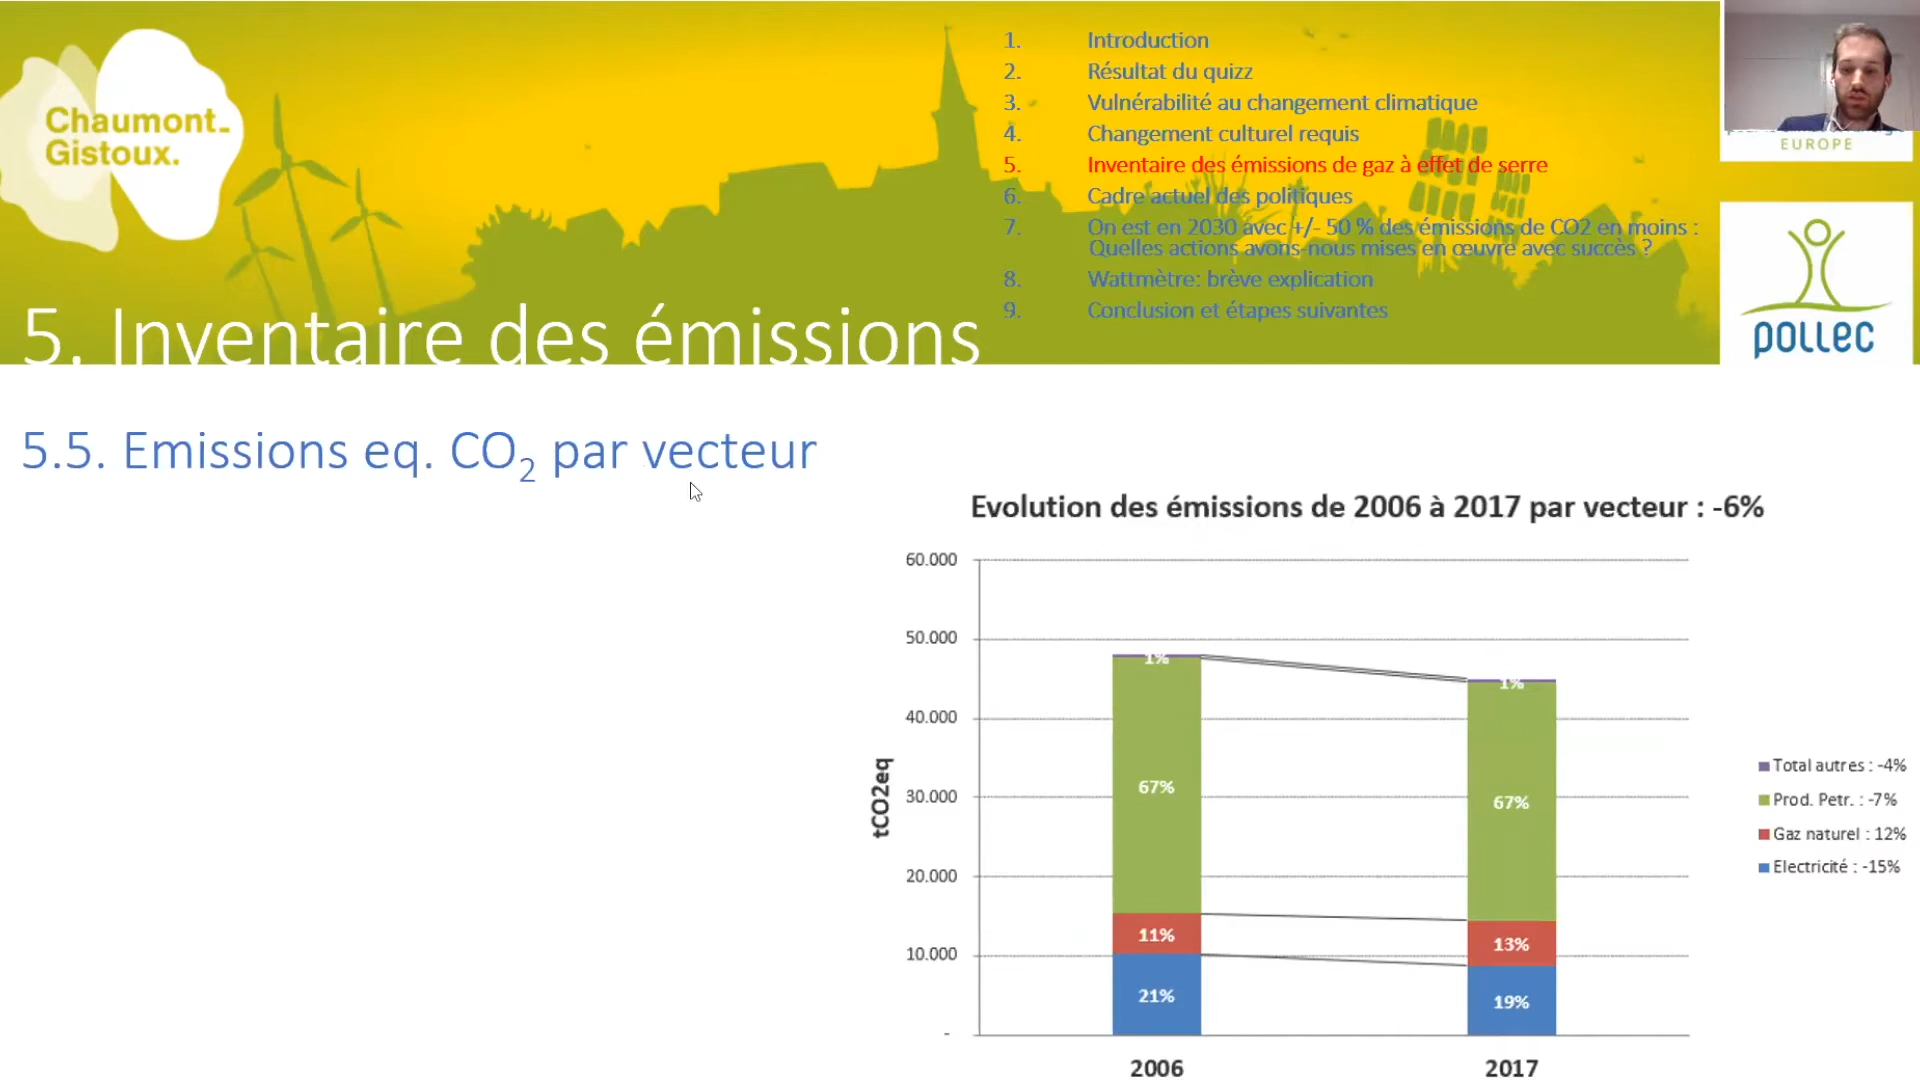 Chaumont_
Gistoux.
1. Introduction
2. Résultat du quizz
3. Vulnérabilité au changement climatique
4. Changement culturel requis
5. Inventaire des émissions de gaz à effet de serre
6. Cadre actuel des politiques
7. On est en 2030 avec +/- 50 % des émissions de CO2 en moins :
Quelles actions avons-nous mises en œuvre avec succès ?
8. Wattmètre: brève explication
9. Conclusion et étapes suivantes
EUROPE
pollec
5. Inventaire des émissions
5.5. Emissions eq. CO₂ par vecteur
Evolution des émissions de 2006 à 2017 par vecteur : -6%
60.000
50.000
40.000
30.000
20.000
10.000
-
tCO2eq
1%
67%
11%
21%
1%
67%
13%
19%
2006
2017
Total autres : -4%
Prod. Petr. : -7%
Gaz naturel : 12%
Electricité : -15%